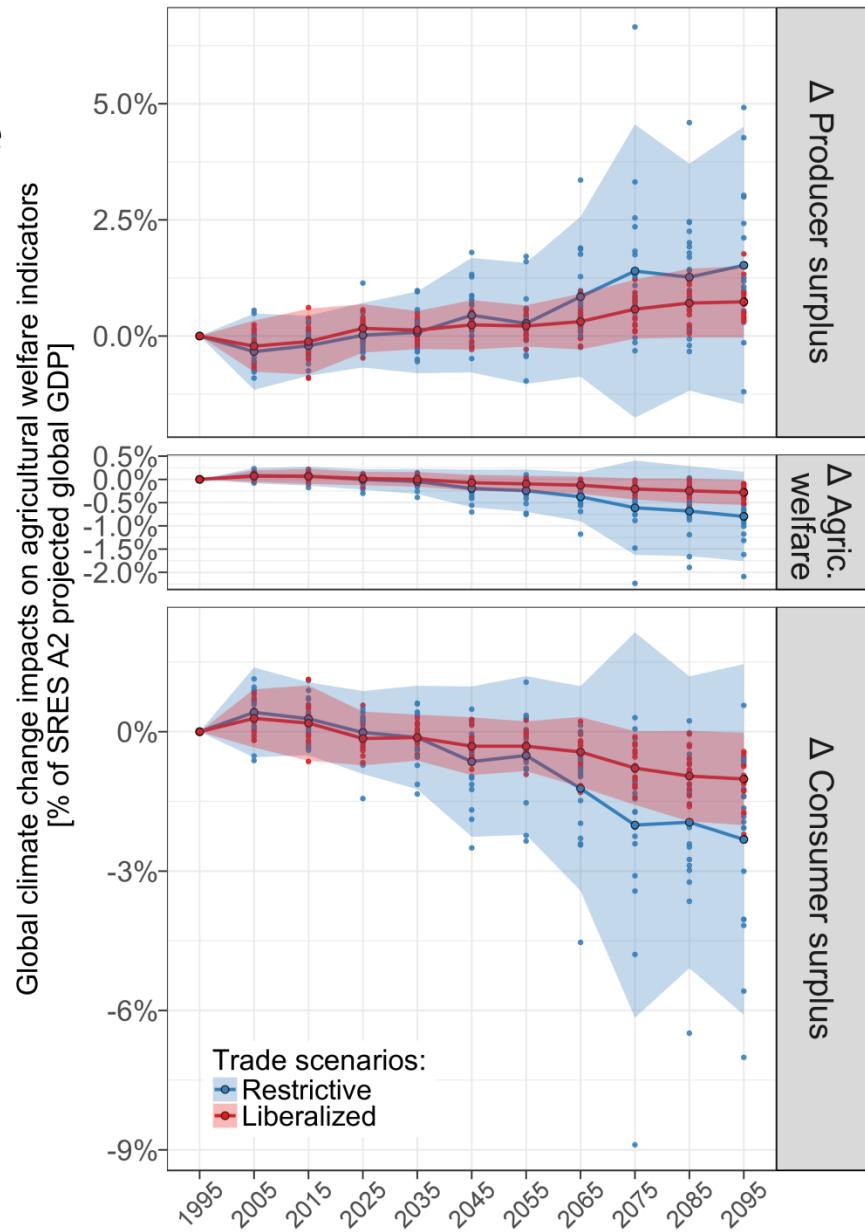 Global climate change impacts on agricultural welfare indicators
[% of SRES A2 projected global GDP]
5.0%
2.5%
0.0%
Δ Producer surplus
0.5%
0.0%
-0.5%
-1.0%
-1.5%
-2.0%
Δ Agric.
welfare
0%
-3%
-6%
-9%
Δ Consumer surplus
Trade scenarios:
Restrictive
Liberalized
1995 2005 2015 2025 2035 2045 2055 2065 2075 2085 2095